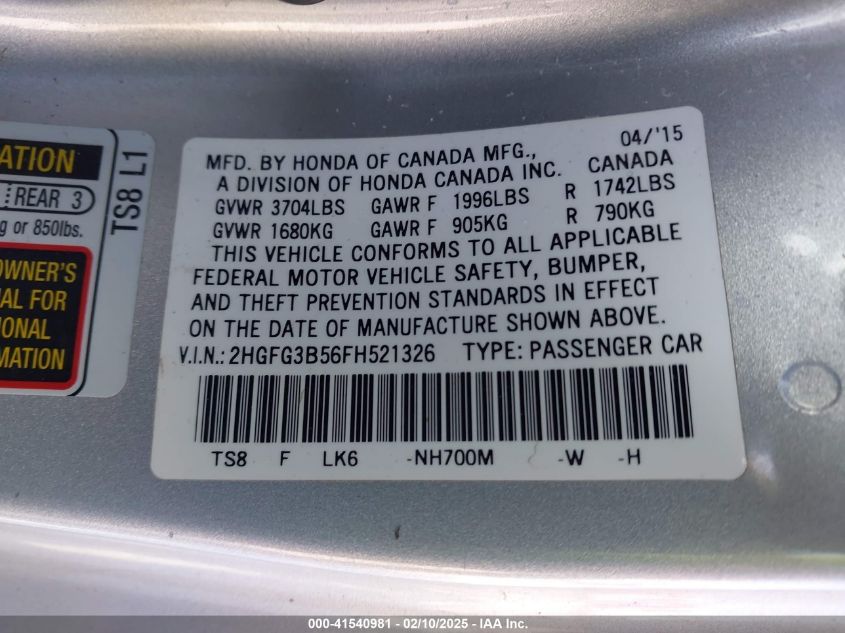 ATION
REAR 3
g or 850lbs.
TS8 L1
OWNER'S
AL FOR
IONAL
RMATION
04/'15
MFD. BY HONDA OF CANADA MFG., CANADA
A DIVISION OF HONDA CANADA INC.
GVWR 3704LBS GAWR F 1996LBS R 1742LBS
GVWR 1680KG GAWR F 905KG R 790KG
THIS VEHICLE CONFORMS TO ALL APPLICABLE
FEDERAL MOTOR VEHICLE SAFETY, BUMPER,
AND THEFT PREVENTION STANDARDS IN EFFECT
ON THE DATE OF MANUFACTURE SHOWN ABOVE.
V.I.N.: 2HGFG3B56FH521326 TYPE: PASSENGER CAR
TS8 F LK6 -NH700M -W -H
000-41540981 - 02/10/2025 - IAA Inc.